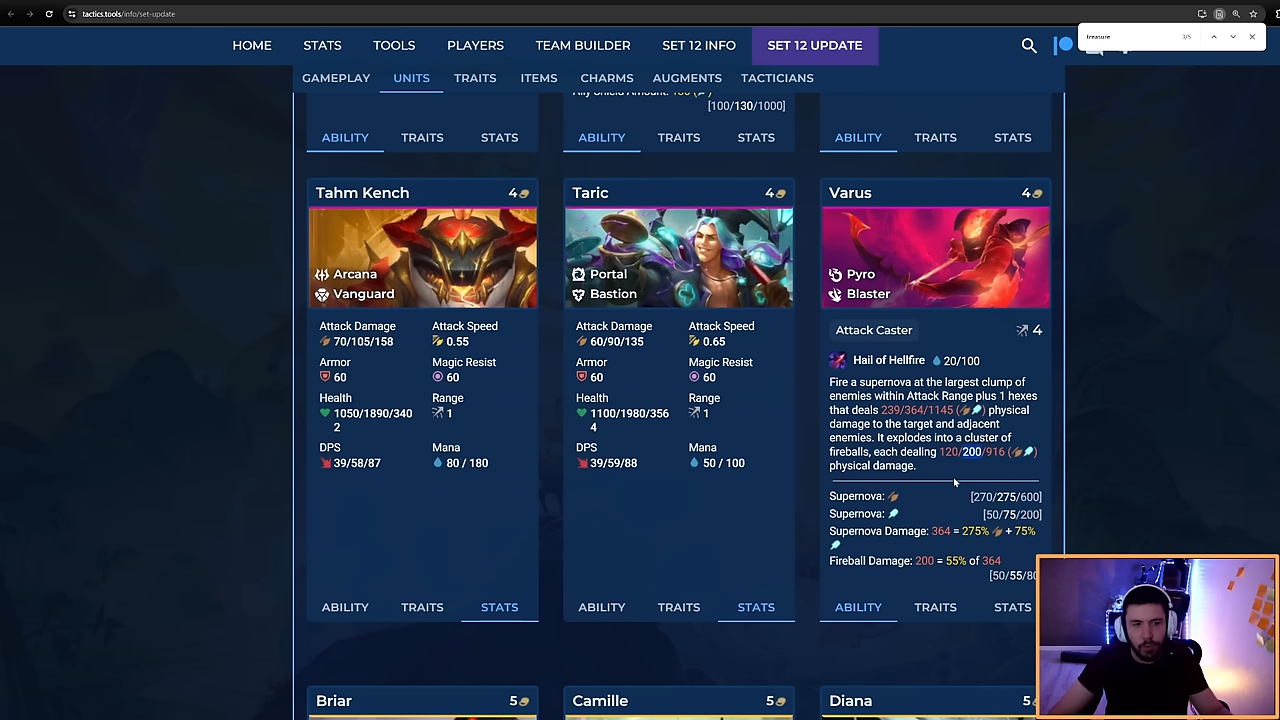 tactics.tools/info/set-update
treasure 3/5
HOME STATS TOOLS PLAYERS TEAM BUILDER SET 12 INFO SET 12 UPDATE
GAMEPLAY UNITS TRAITS ITEMS CHARMS AUGMENTS TACTICIANS
[100/130/1000]
ABILITY TRAITS STATS ABILITY TRAITS STATS ABILITY TRAITS STATS
Tahm Kench 4
Arcana
Vanguard
Attack Damage Attack Speed
70/105/158 0.55
Armor Magic Resist
60 60
Health Range
1050/1890/340 1
2
DPS Mana
39/58/87 80 / 180
ABILITY TRAITS STATS
Taric 4
Portal
Bastion
Attack Damage Attack Speed
60/90/135 0.65
Armor Magic Resist
60 60
Health Range
1100/1980/356 1
4
DPS Mana
39/59/88 50 / 100
ABILITY TRAITS STATS
Varus 4
Pyro
Blaster
Attack Caster 4
Hail of Hellfire 20/100
Fire a supernova at the largest clump of
enemies within Attack Range plus 1 hexes
that deals 239/364/1145 ( ) physical
damage to the target and adjacent
enemies. It explodes into a cluster of
fireballs, each dealing 120/200/916 ( )
physical damage.
Supernova: [270/275/600]
Supernova: [50/75/200]
Supernova Damage: 364 = 275% + 75%
Fireball Damage: 200 = 55% of 364
[50/55/80
ABILITY TRAITS STATS
Briar 5
Camille 5
Diana 5